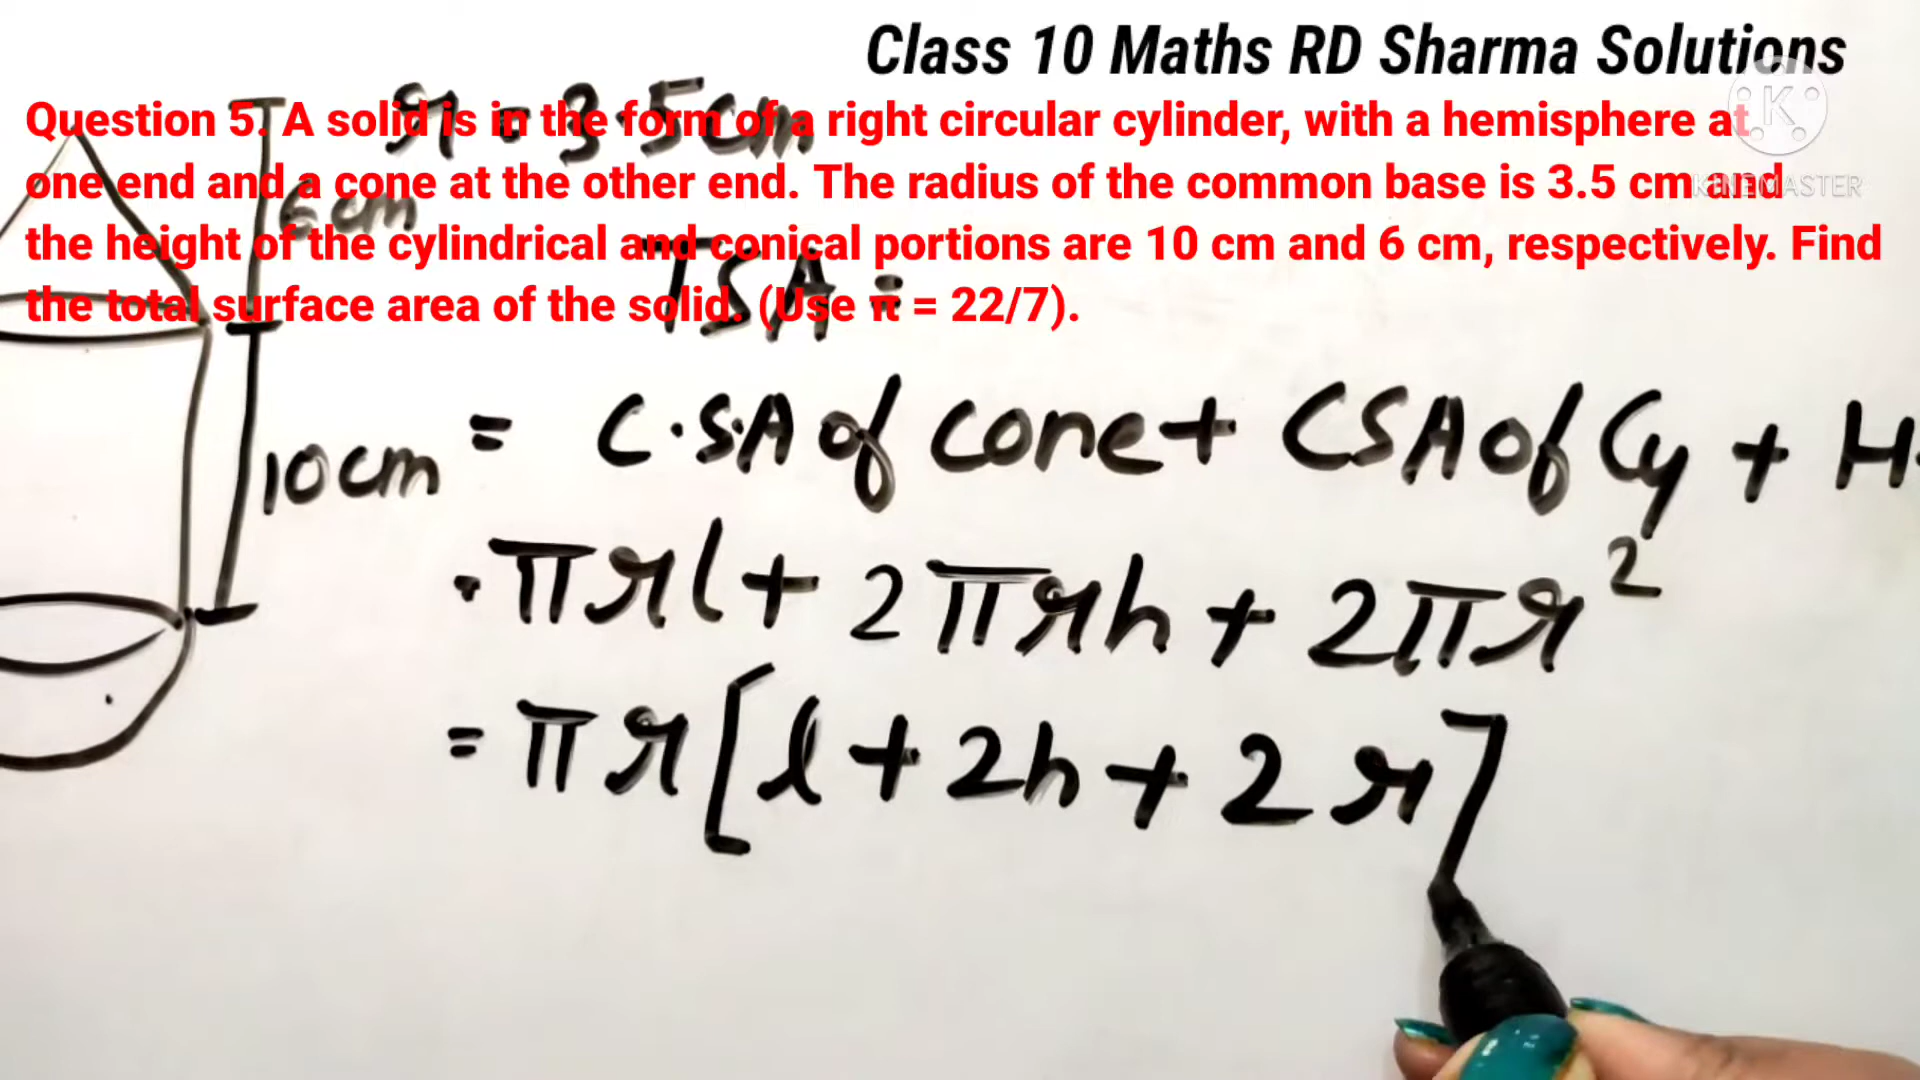 Class 10 Maths RD Sharma Solutions
r = 3.5cm
Question 5. A solid is in the form of a right circular cylinder, with a hemisphere at
one end and a cone at the other end. The radius of the common base is 3.5 cm and
the height of the cylindrical and conical portions are 10 cm and 6 cm, respectively. Find
the total surface area of the solid. (Use π = 22/7).
K
KINEMASTER
6cm
TSA =
= C.S.A of cone + CSA of Cy + H.
10cm
= πrl + 2πrh + 2πr²
= πr[l + 2h + 2r]